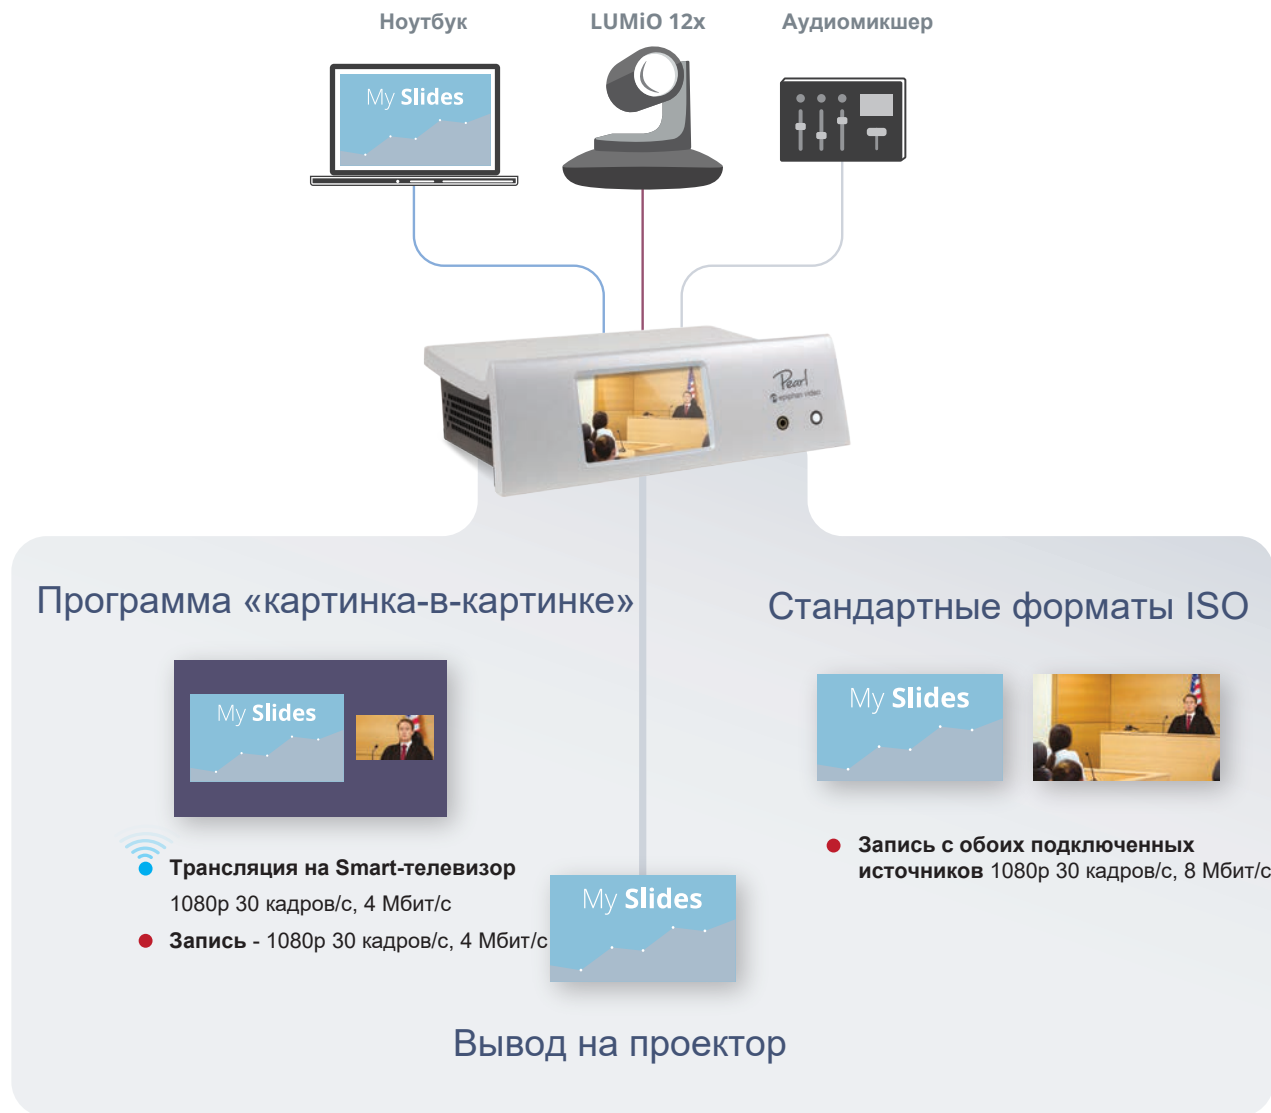 Ноутбук
LUMiO 12x
Аудиомикшер
My Slides
Pearl
epiphan video
Программа «картинка-в-картинке»
Стандартные форматы ISO
My Slides
My Slides
Трансляция на Smart-телевизор
1080p 30 кадров/с, 4 Мбит/с
Запись - 1080p 30 кадров/с, 4 Мбит/с
Запись с обоих подключенных
источников 1080p 30 кадров/с, 8 Мбит/с
My Slides
Вывод на проектор